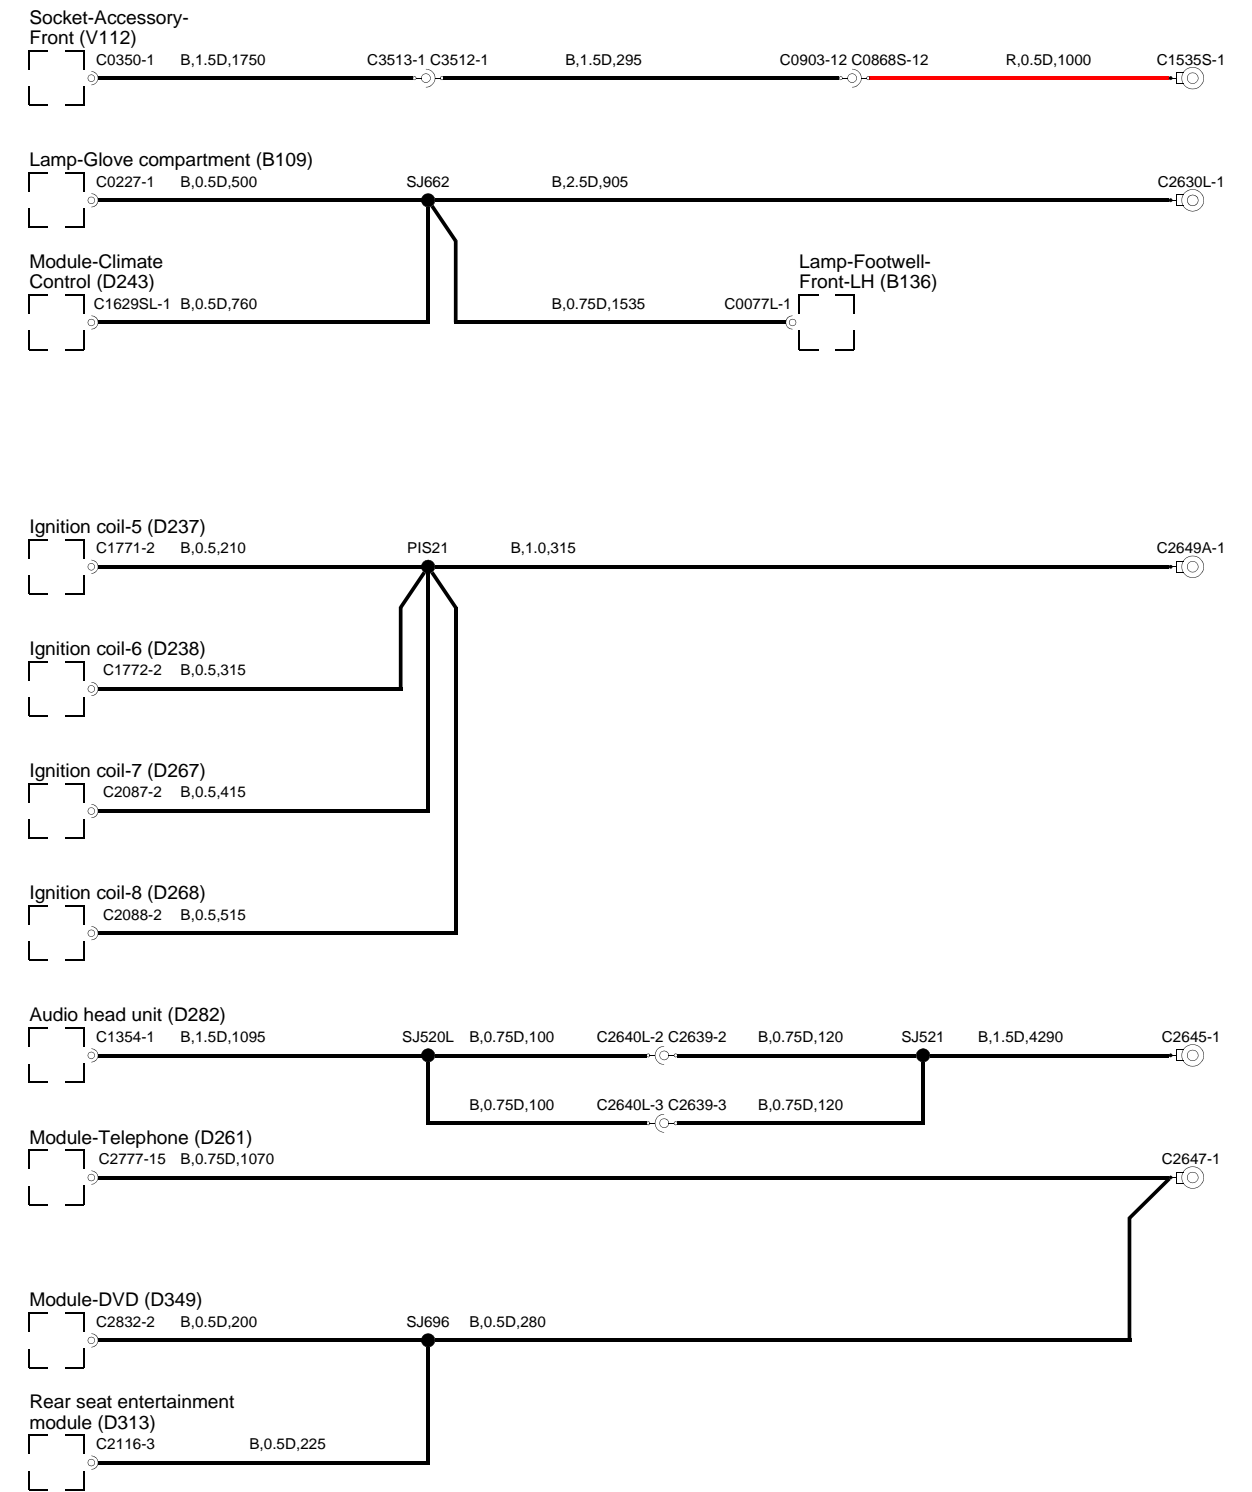 Socket-Accessory-
Front (V112)
C0350-1 B,1.5D,1750 C3513-1 C3512-1 B,1.5D,295 C0903-12 C0868S-12 R,0.5D,1000 C1535S-1
Lamp-Glove compartment (B109)
C0227-1 B,0.5D,500 SJ662 B,2.5D,905 C2630L-1
Module-Climate
Control (D243)
Lamp-Footwell-
Front-LH (B136)
C1629SL-1 B,0.5D,760 B,0.75D,1535 C0077L-1
Ignition coil-5 (D237)
C1771-2 B,0.5,210 PIS21 B,1.0,315 C2649A-1
Ignition coil-6 (D238)
C1772-2 B,0.5,315
Ignition coil-7 (D267)
C2087-2 B,0.5,415
Ignition coil-8 (D268)
C2088-2 B,0.5,515
Audio head unit (D282)
C1354-1 B,1.5D,1095 SJ520L B,0.75D,100 C2640L-2 C2639-2 B,0.75D,120 SJ521 B,1.5D,4290 C2645-1
B,0.75D,100 C2640L-3 C2639-3 B,0.75D,120
Module-Telephone (D261)
C2777-15 B,0.75D,1070 C2647-1
Module-DVD (D349)
C2832-2 B,0.5D,200 SJ696 B,0.5D,280
Rear seat entertainment
module (D313)
C2116-3 B,0.5D,225